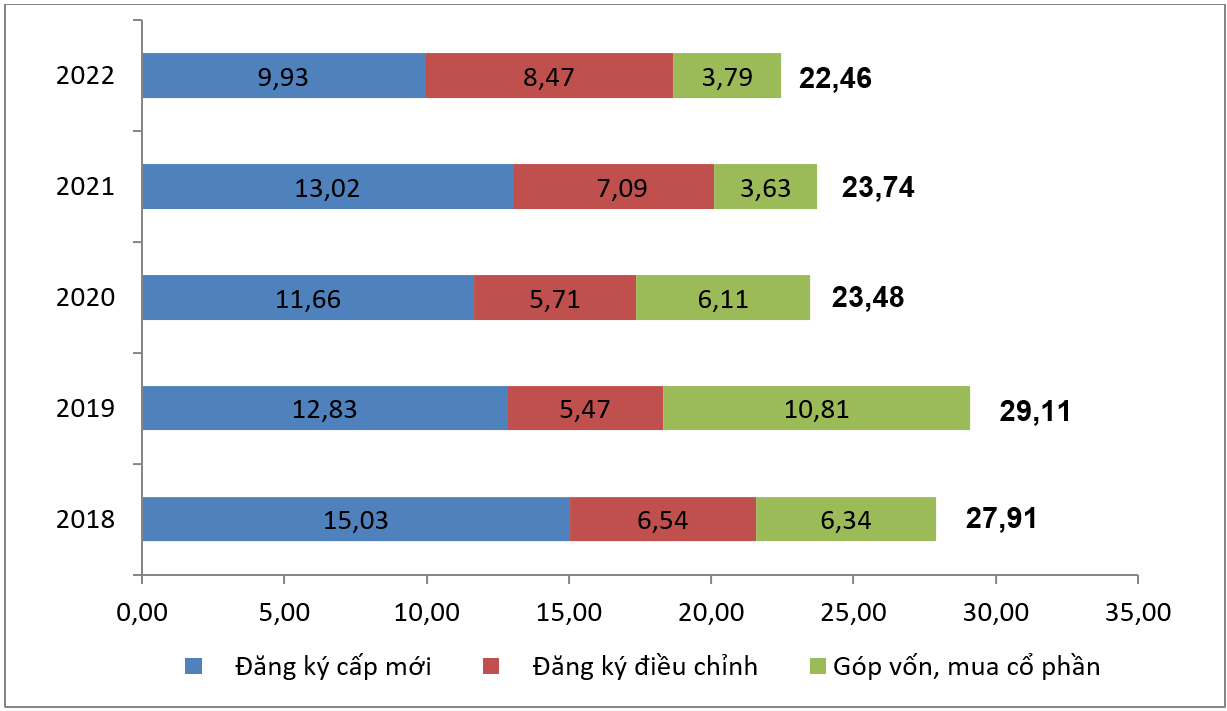 2022 9,93 8,47 3,79 22,46
2021 13,02 7,09 3,63 23,74
2020 11,66 5,71 6,11 23,48
2019 12,83 5,47 10,81 29,11
2018 15,03 6,54 6,34 27,91
0,00 5,00 10,00 15,00 20,00 25,00 30,00 35,00
Đăng ký cấp mới Đăng ký điều chỉnh Góp vốn, mua cổ phần